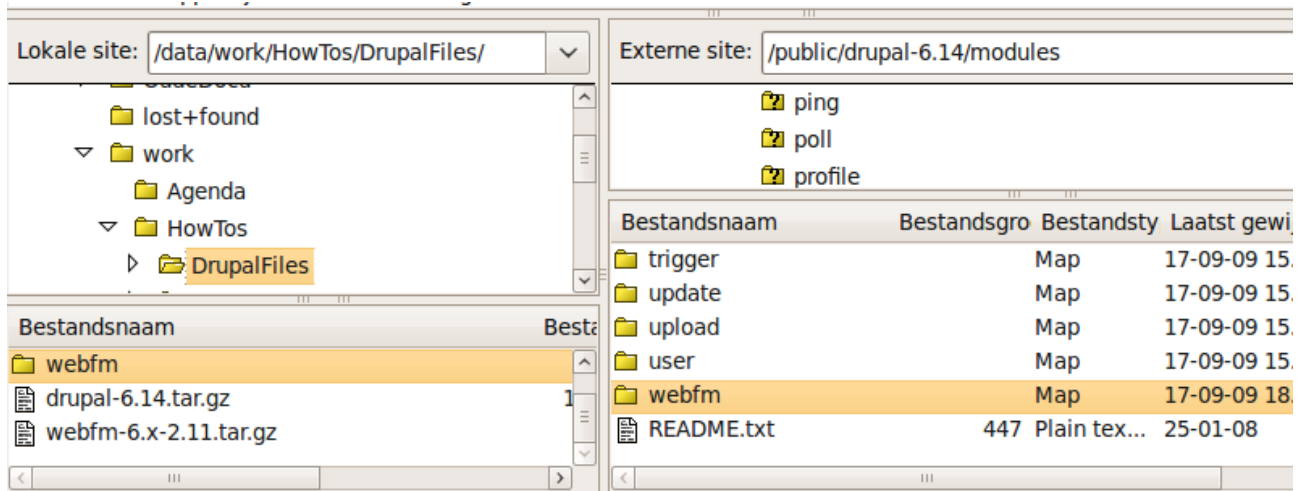 Lokale site: /data/work/HowTos/DrupalFiles/
lost+found
work
Agenda
HowTos
DrupalFiles
Bestandsnaam Besta
webfm
drupal-6.14.tar.gz 1
webfm-6.x-2.11.tar.gz
Externe site: /public/drupal-6.14/modules
ping
poll
profile
Bestandsnaam Bestandsgro Bestandsty Laatst gewij
trigger Map 17-09-09 15.
update Map 17-09-09 15.
upload Map 17-09-09 15.
user Map 17-09-09 15.
webfm Map 17-09-09 18.
README.txt 447 Plain tex... 25-01-08